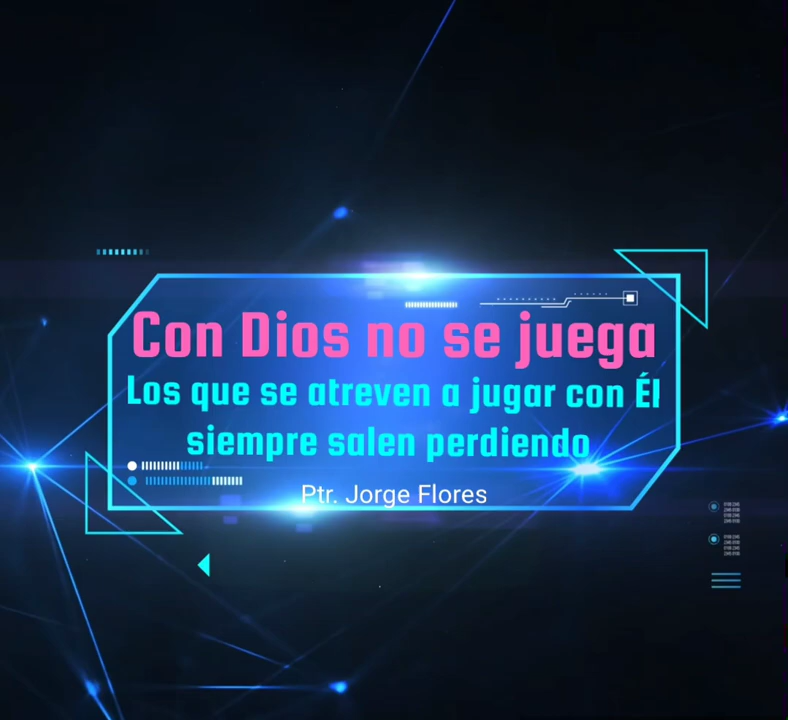 Con Dios no se juega
Los que se atreven a jugar con Él
siempre salen perdiendo
Ptr. Jorge Flores